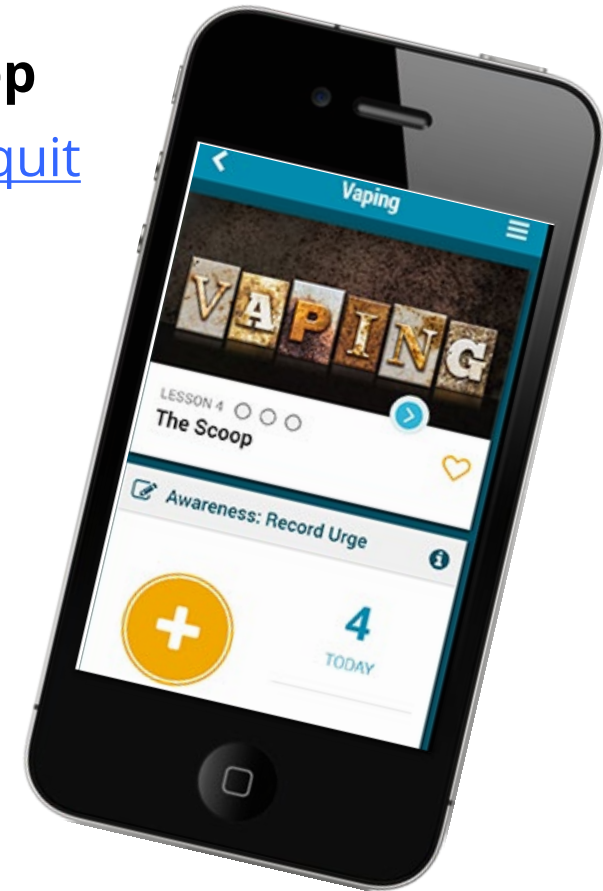 p
quit
Vaping
VAPING
LESSON 4
The Scoop
Awareness: Record Urge
4
TODAY